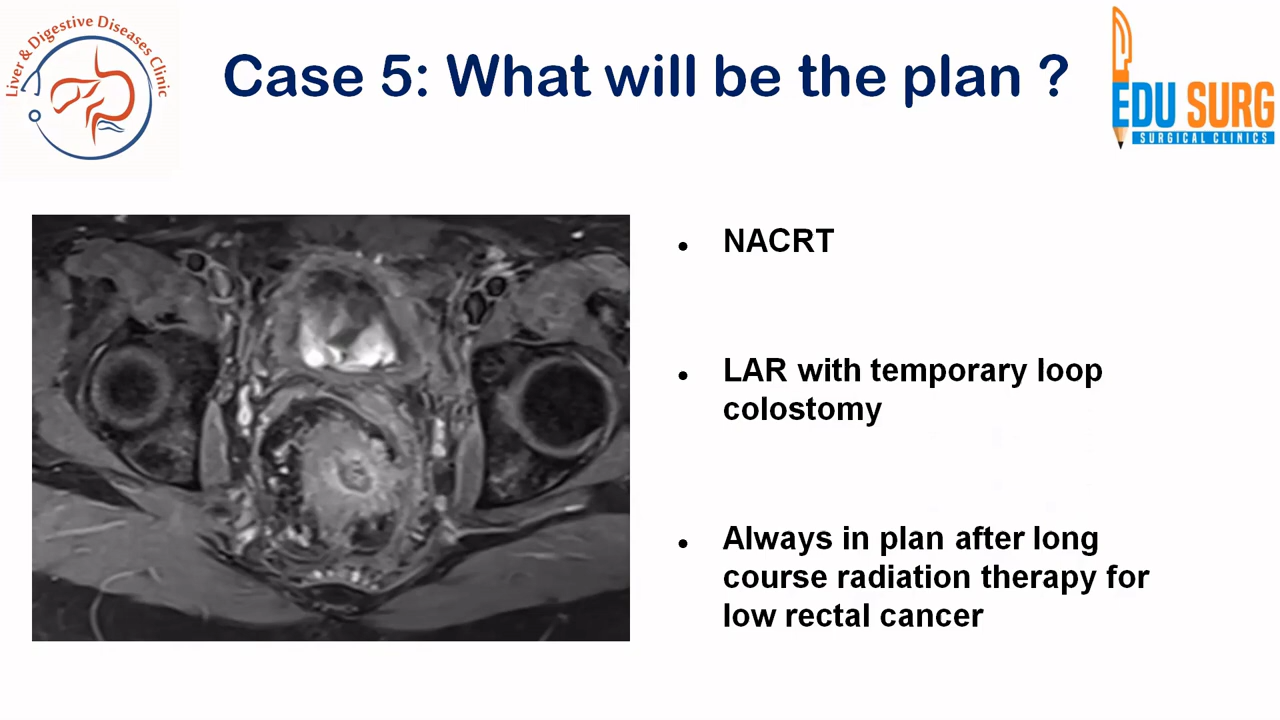 Liver & Digestive Diseases Clinic
Case 5: What will be the plan ?
EDU SURG
SURGICAL CLINICS
• NACRT
• LAR with temporary loop
colostomy
• Always in plan after long
course radiation therapy for
low rectal cancer